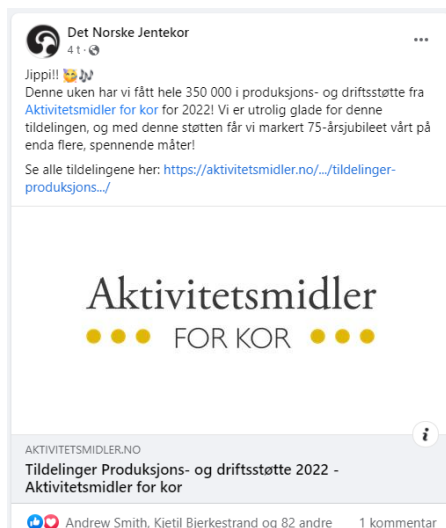 Det Norske Jentekor
4 t ·
Jippi!! 🥳🎶
Denne uken har vi fått hele 350 000 i produksjons- og driftsstøtte fra
Aktivitetsmidler for kor for 2022! Vi er utrolig glade for denne
tildelingen, og med denne støtten får vi markert 75-årsjubileet vårt på
enda flere, spennende måter!
Se alle tildelingene her: https://aktivitetsmidler.no/.../tildelinger-
produksjons.../
Aktivitetsmidler
FOR KOR
AKTIVITETSMIDLER.NO
Tildelinger Produksjons- og driftsstøtte 2022 -
Aktivitetsmidler for kor
Andrew Smith, Kjetil Bjerkestrand og 82 andre 1 kommentar